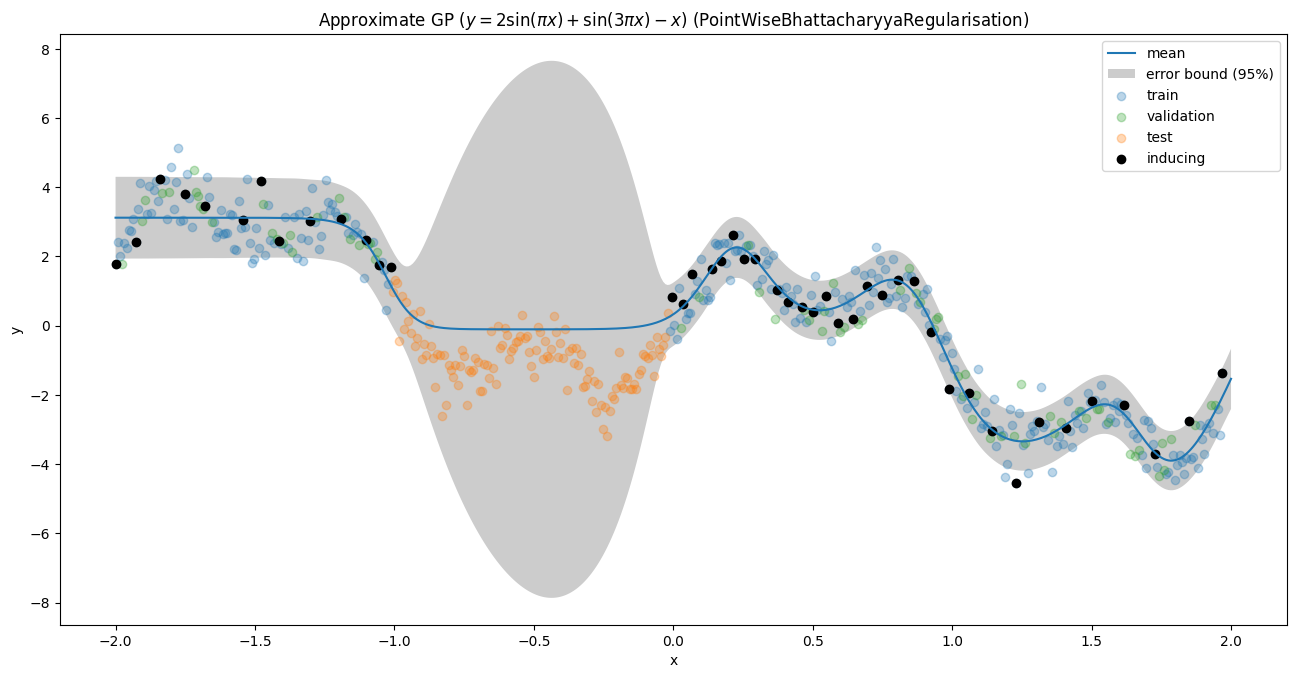 Approximate GP (y = 2sin(πx) + sin(3πx) − x) (PointWiseBhattacharyyaRegularisation)
mean
error bound (95%)
train
validation
test
inducing
8
6
4
2
0
−2
−4
−6
−8
y
−2.0 −1.5 −1.0 −0.5 0.0 0.5 1.0 1.5 2.0
x